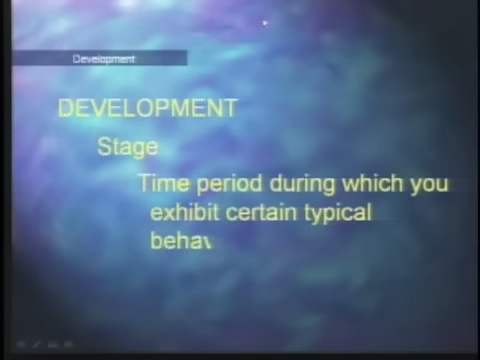 Development
DEVELOPMENT
Stage
Time period during which you
exhibit certain typical
behav